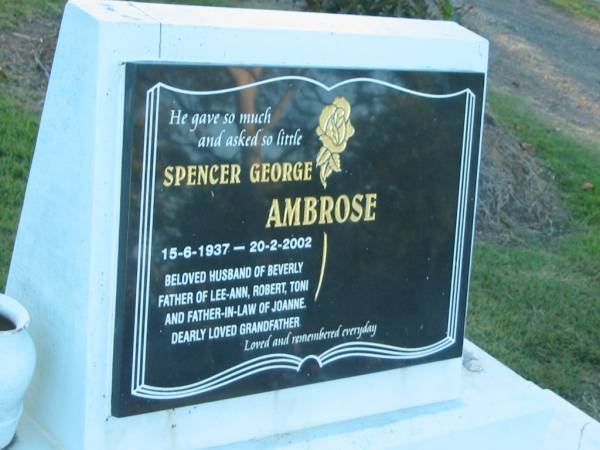 He gave so much
and asked so little
SPENCER GEORGE
AMBROSE
15-6-1937 — 20-2-2002
BELOVED HUSBAND OF BEVERLY
FATHER OF LEE-ANN, ROBERT, TONI
AND FATHER-IN-LAW OF JOANNE.
DEARLY LOVED GRANDFATHER
Loved and remembered everyday